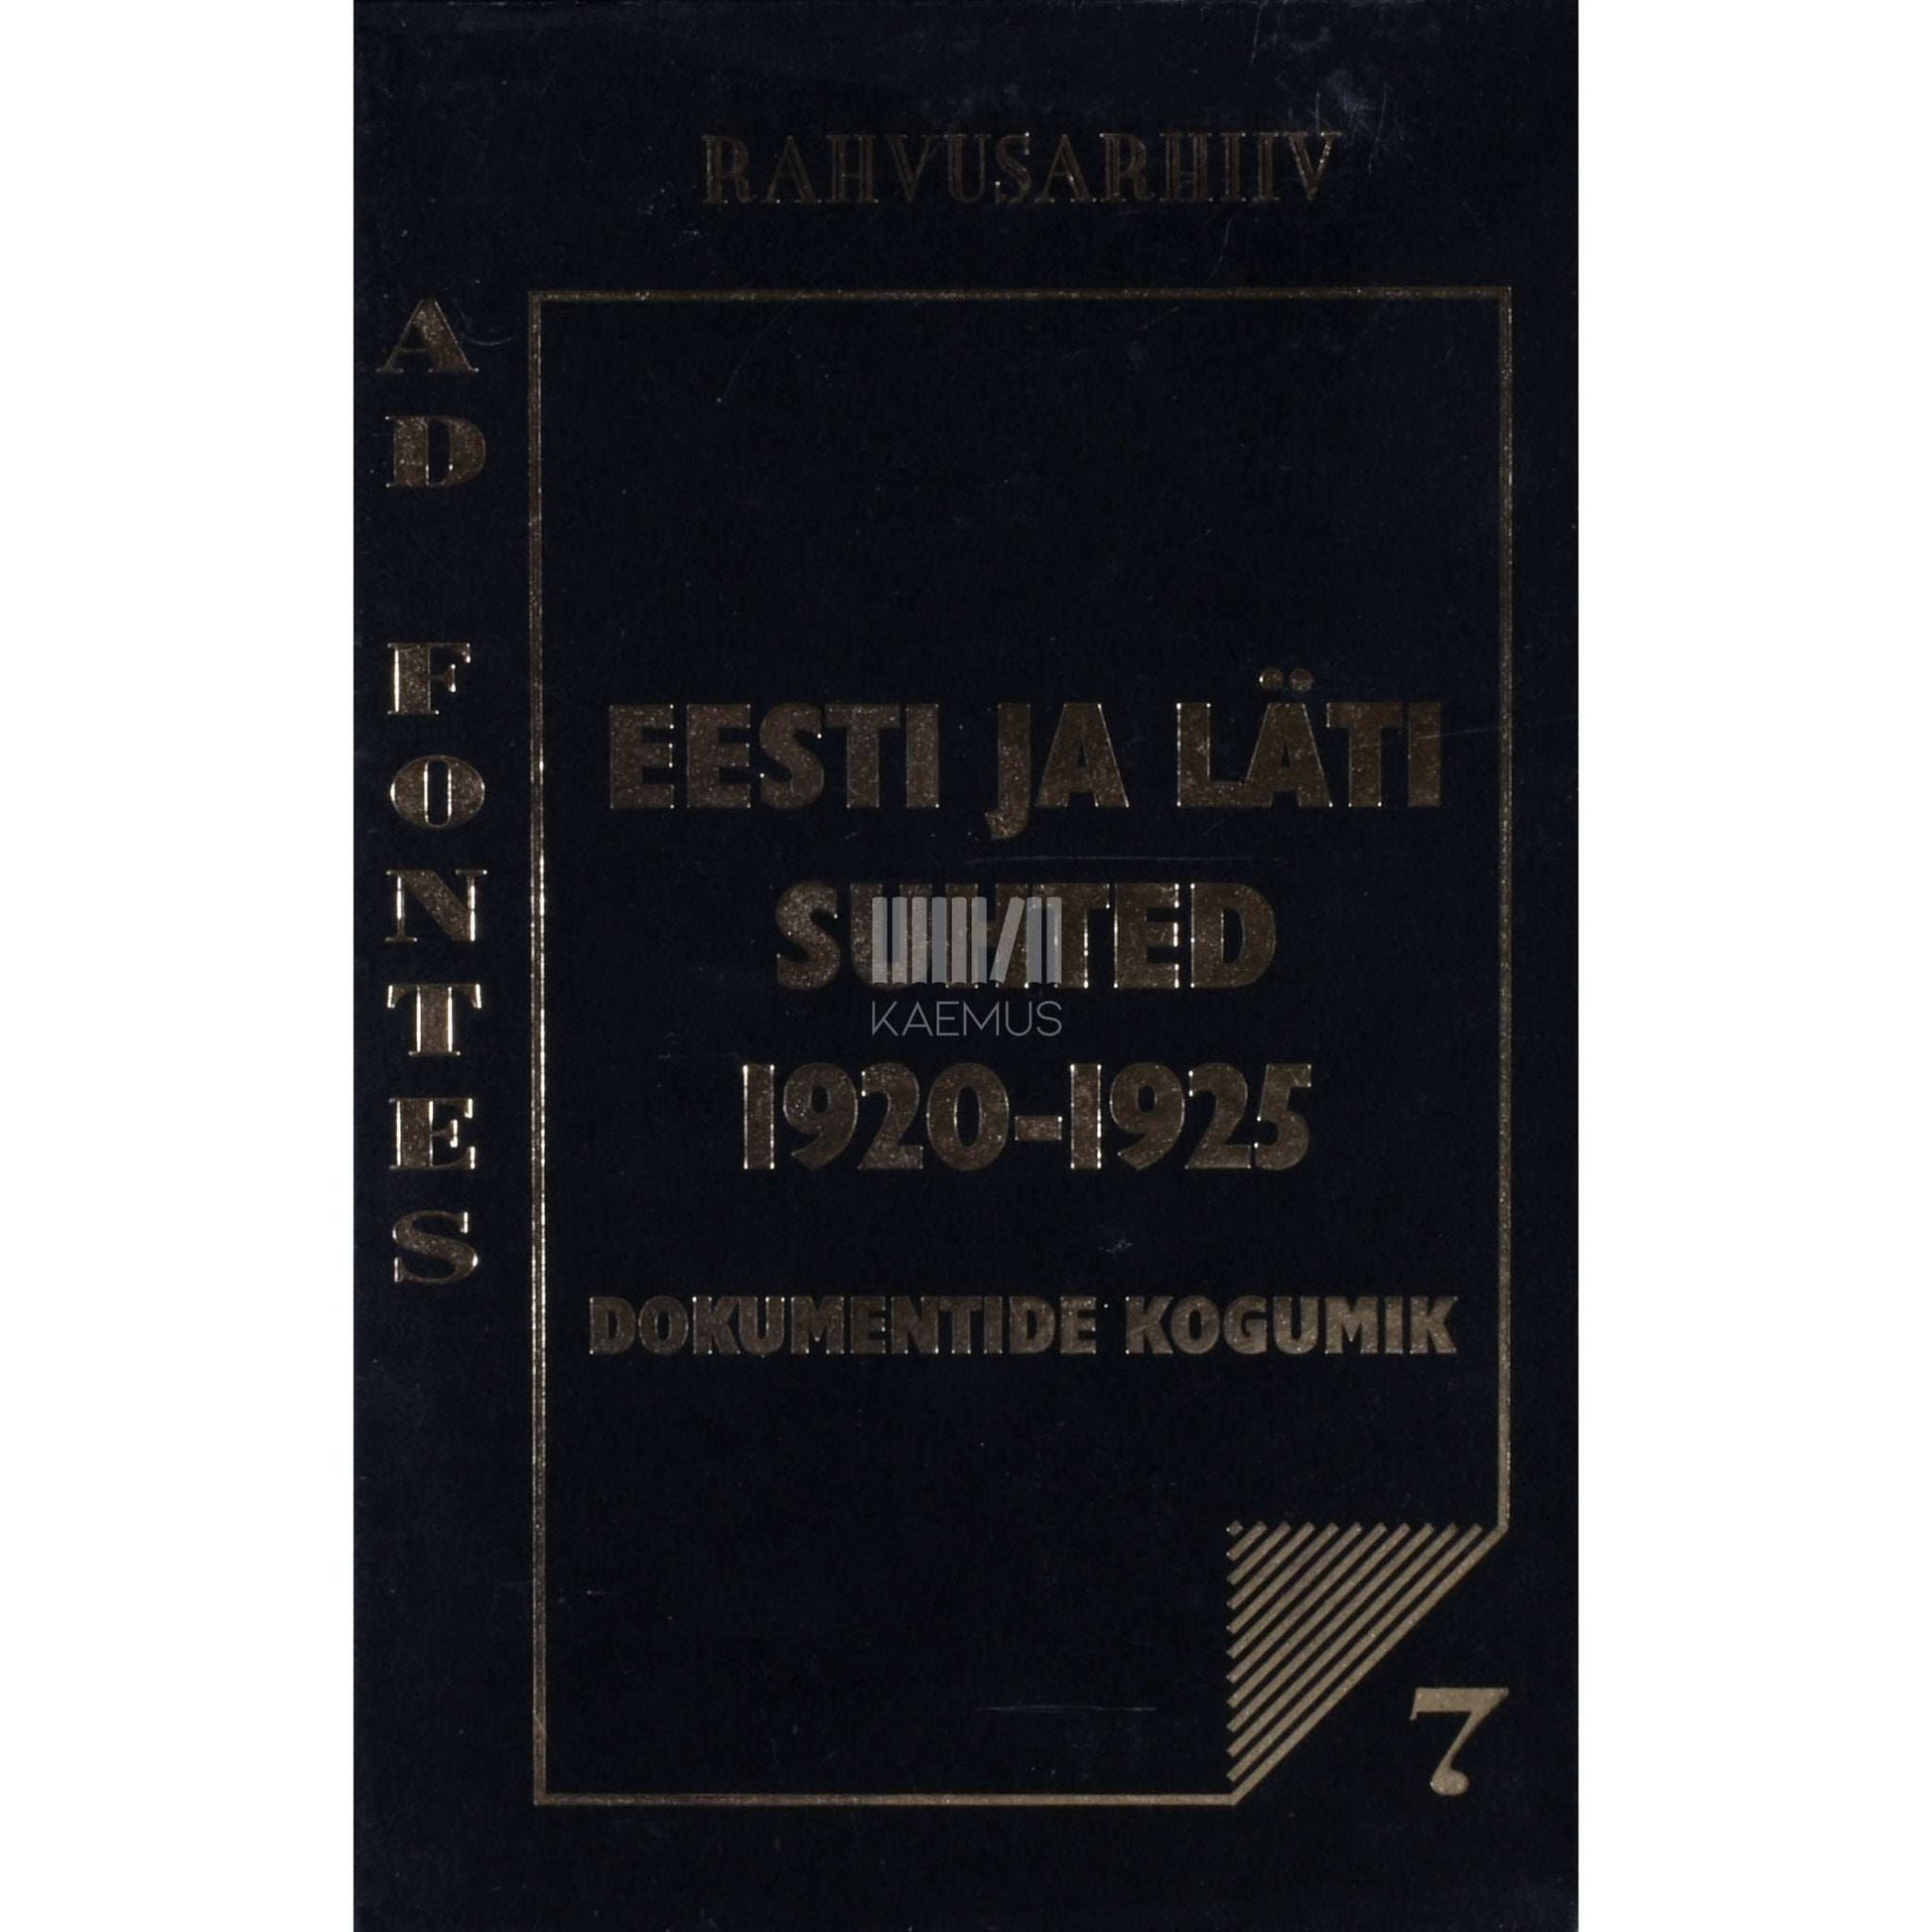 RAHVUSARHIIV
AD FONTES
EESTI JA LÄTI
SUHTED
KAEMUS
1920-1925
DOKUMENTIDE KOGUMIK
7